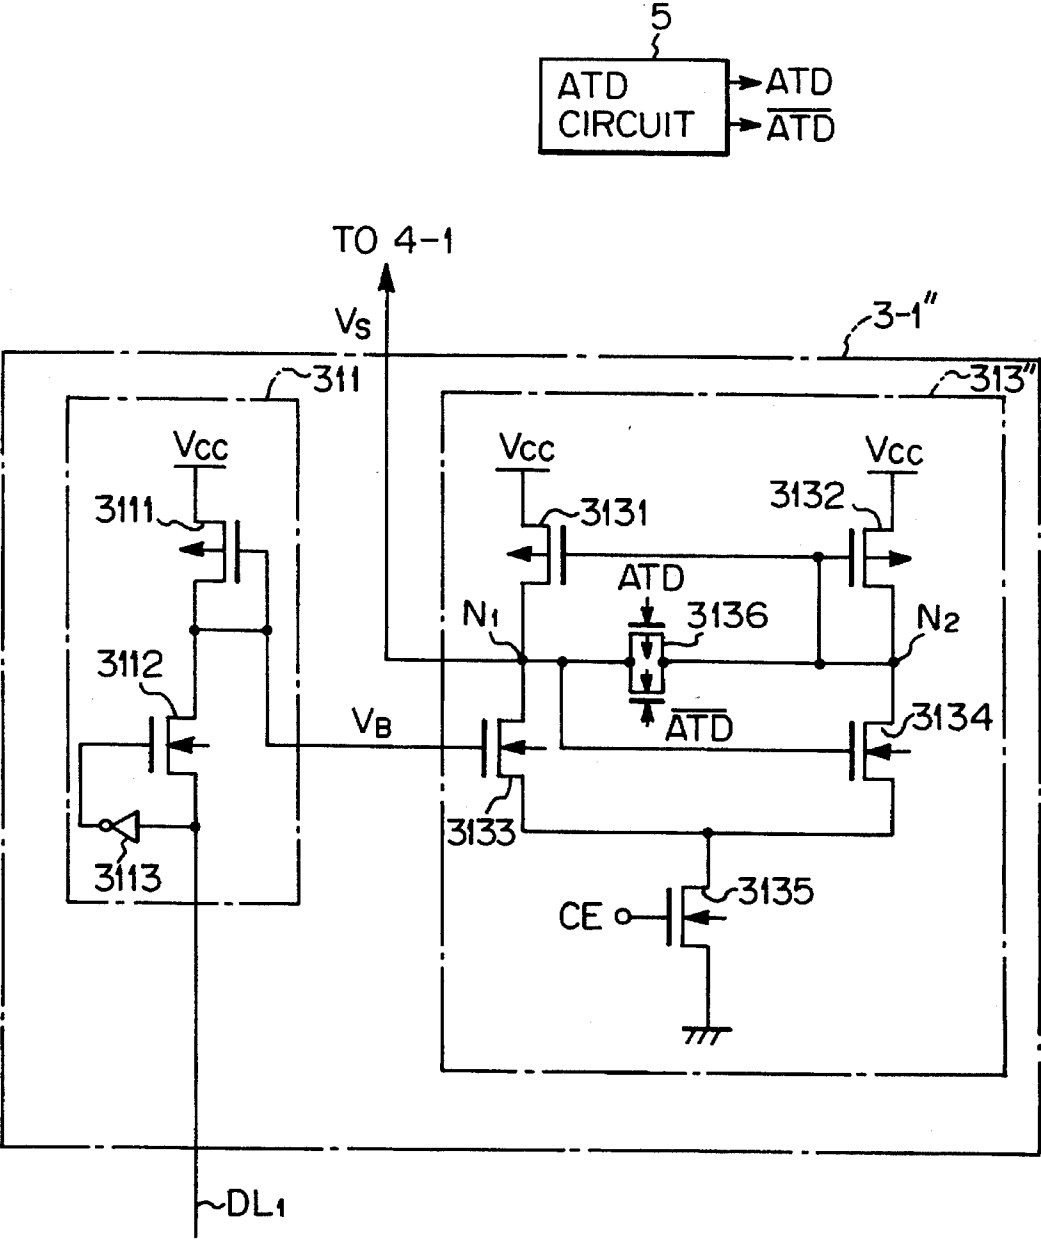 5
ATD
CIRCUIT
ATD
ATD
TO 4-1
VS
3-1"
311
313"
VCC
VCC
VCC
3111
3131
3132
ATD
3136
N1
N2
3112
VB
ATD
3134
3133
3113
3135
CE
DL1